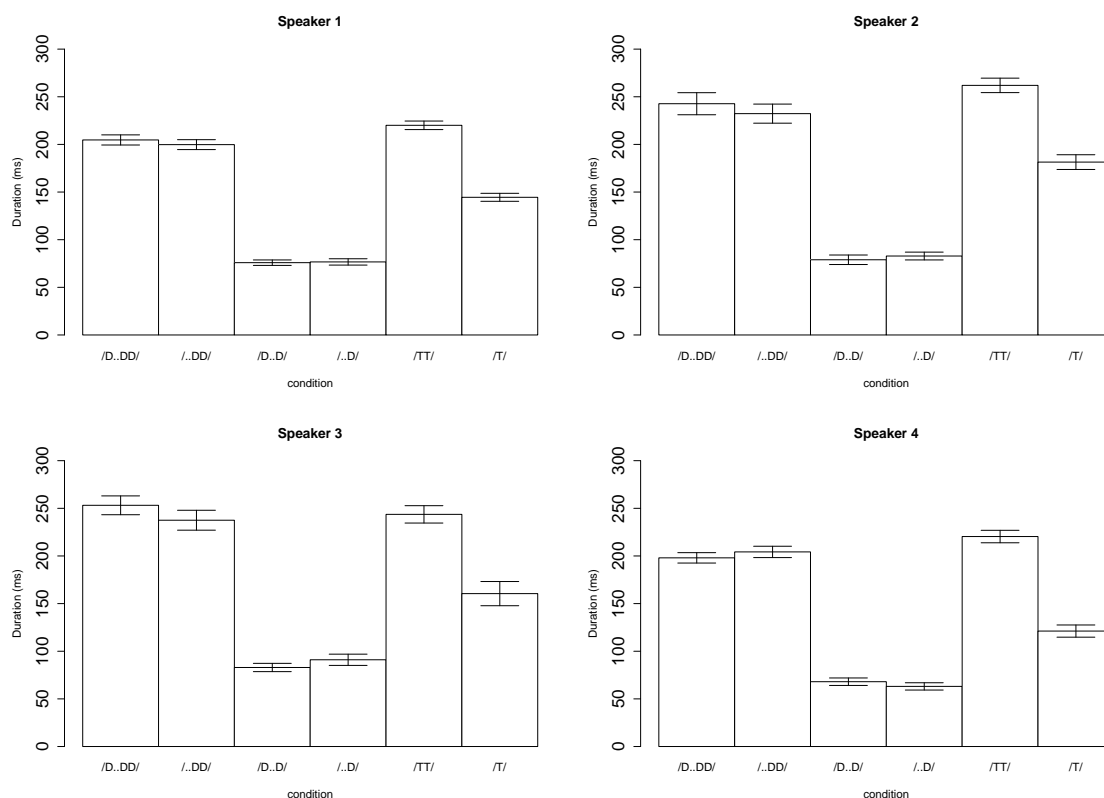 Speaker 1
Duration (ms)
300
250
200
150
100
50
0
/D..DD/ /..DD/ /D..D/ /..D/ /TT/ /T/
condition
Speaker 2
Duration (ms)
300
250
200
150
100
50
0
/D..DD/ /..DD/ /D..D/ /..D/ /TT/ /T/
condition
Speaker 3
Duration (ms)
300
250
200
150
100
50
0
/D..DD/ /..DD/ /D..D/ /..D/ /TT/ /T/
condition
Speaker 4
Duration (ms)
300
250
200
150
100
50
0
/D..DD/ /..DD/ /D..D/ /..D/ /TT/ /T/
condition